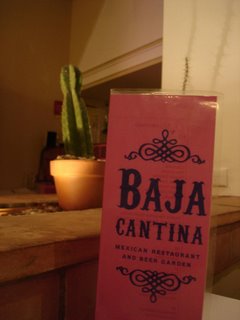 BAJA
CANTINA
MEXICAN RESTAURANT
AND BEER GARDEN